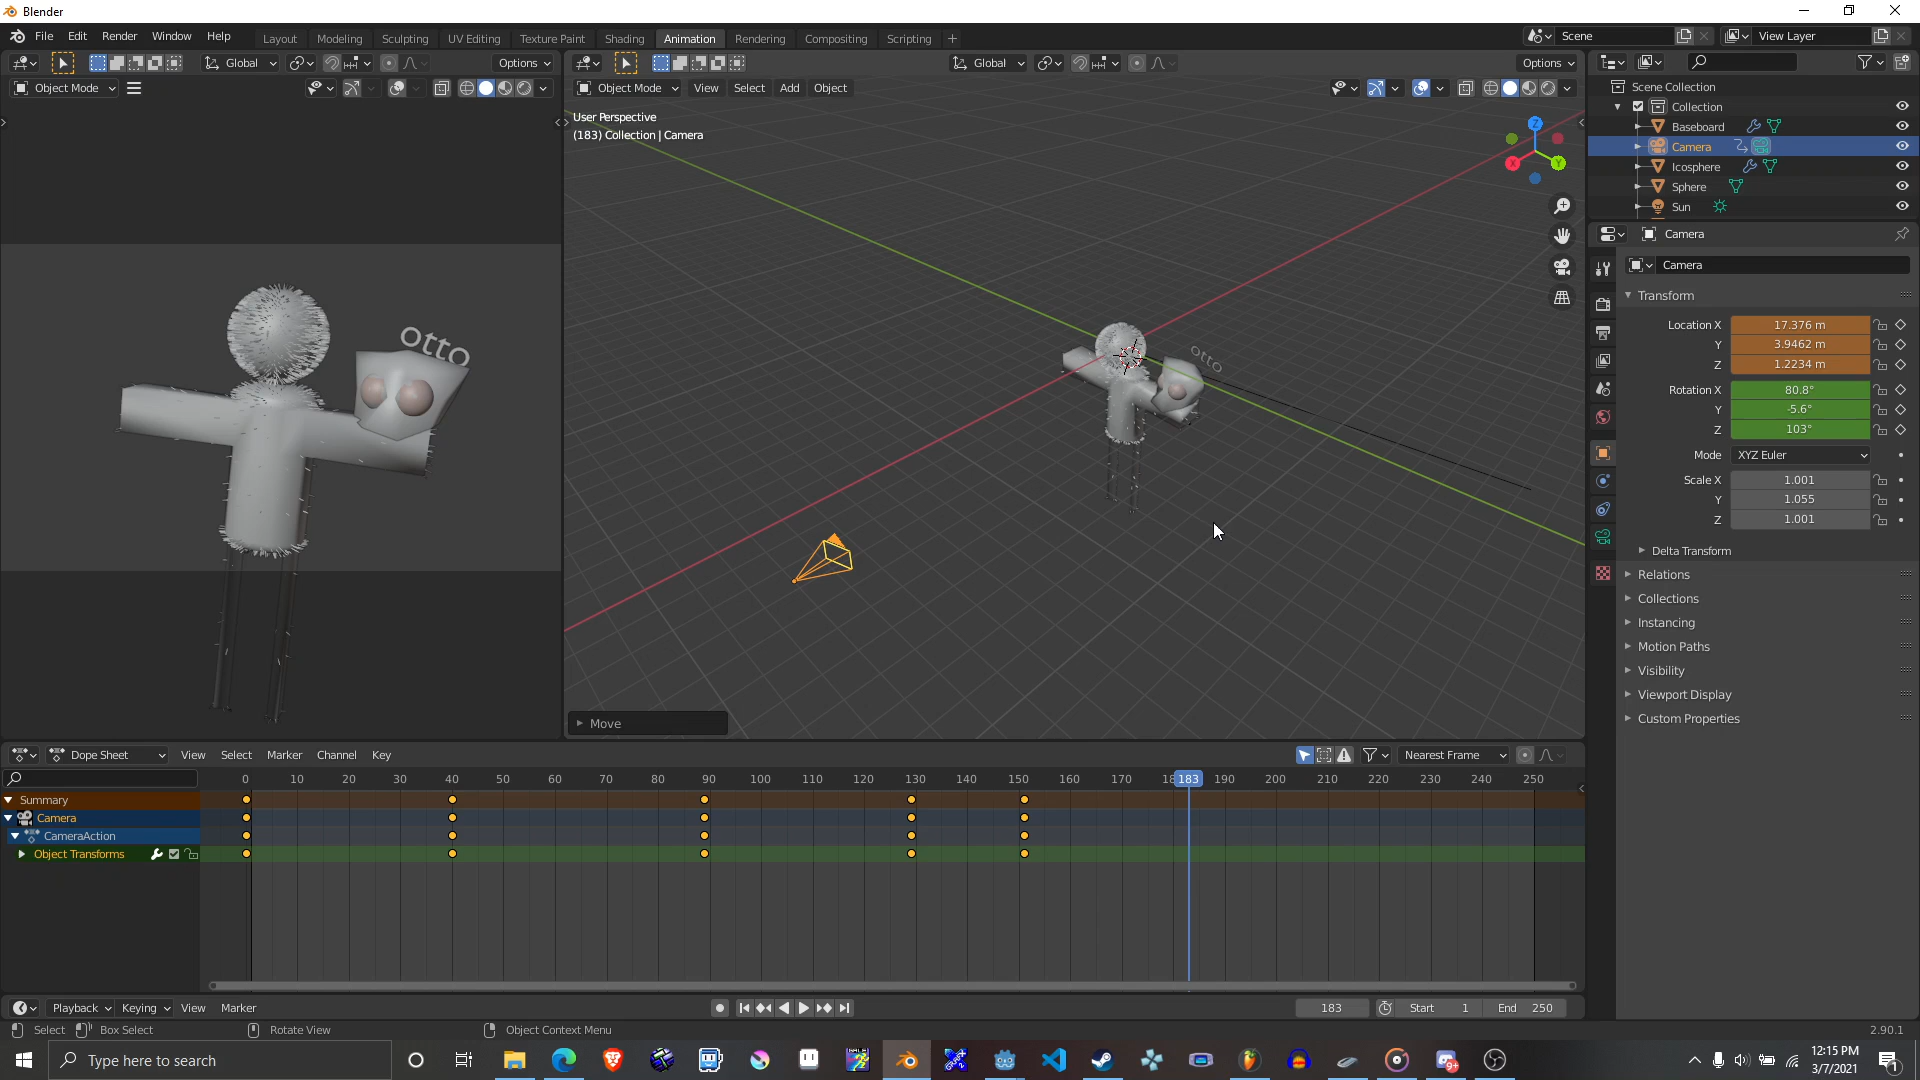 Blender
File Edit Render Window Help Layout Modeling Sculpting UV Editing Texture Paint Shading Animation Rendering Compositing Scripting + Scene View Layer
Global Options Global Options
Object Mode Object Mode View Select Add Object
Scene Collection
Collection
Baseboard
Camera
Icosphere
Sphere
Sun
User Perspective
(183) Collection | Camera
Z
X
Y
otto
otto
Camera
Camera
Transform
Location X 17.376 m
Y 3.9462 m
Z 1.2234 m
Rotation X 80.8°
Y -5.6°
Z 103°
Mode XYZ Euler
Scale X 1.001
Y 1.055
Z 1.001
Delta Transform
Relations
Collections
Instancing
Motion Paths
Visibility
Viewport Display
Custom Properties
Move
Dope Sheet View Select Marker Channel Key Nearest Frame
0 10 20 30 40 50 60 70 80 90 100 110 120 130 140 150 160 170 18 183 190 200 210 220 230 240 250
Summary
Camera
CameraAction
Object Transforms
Playback Keying View Marker 183 Start 1 End 250
Select Box Select Rotate View Object Context Menu 2.90.1
Type here to search
12:15 PM
3/7/2021